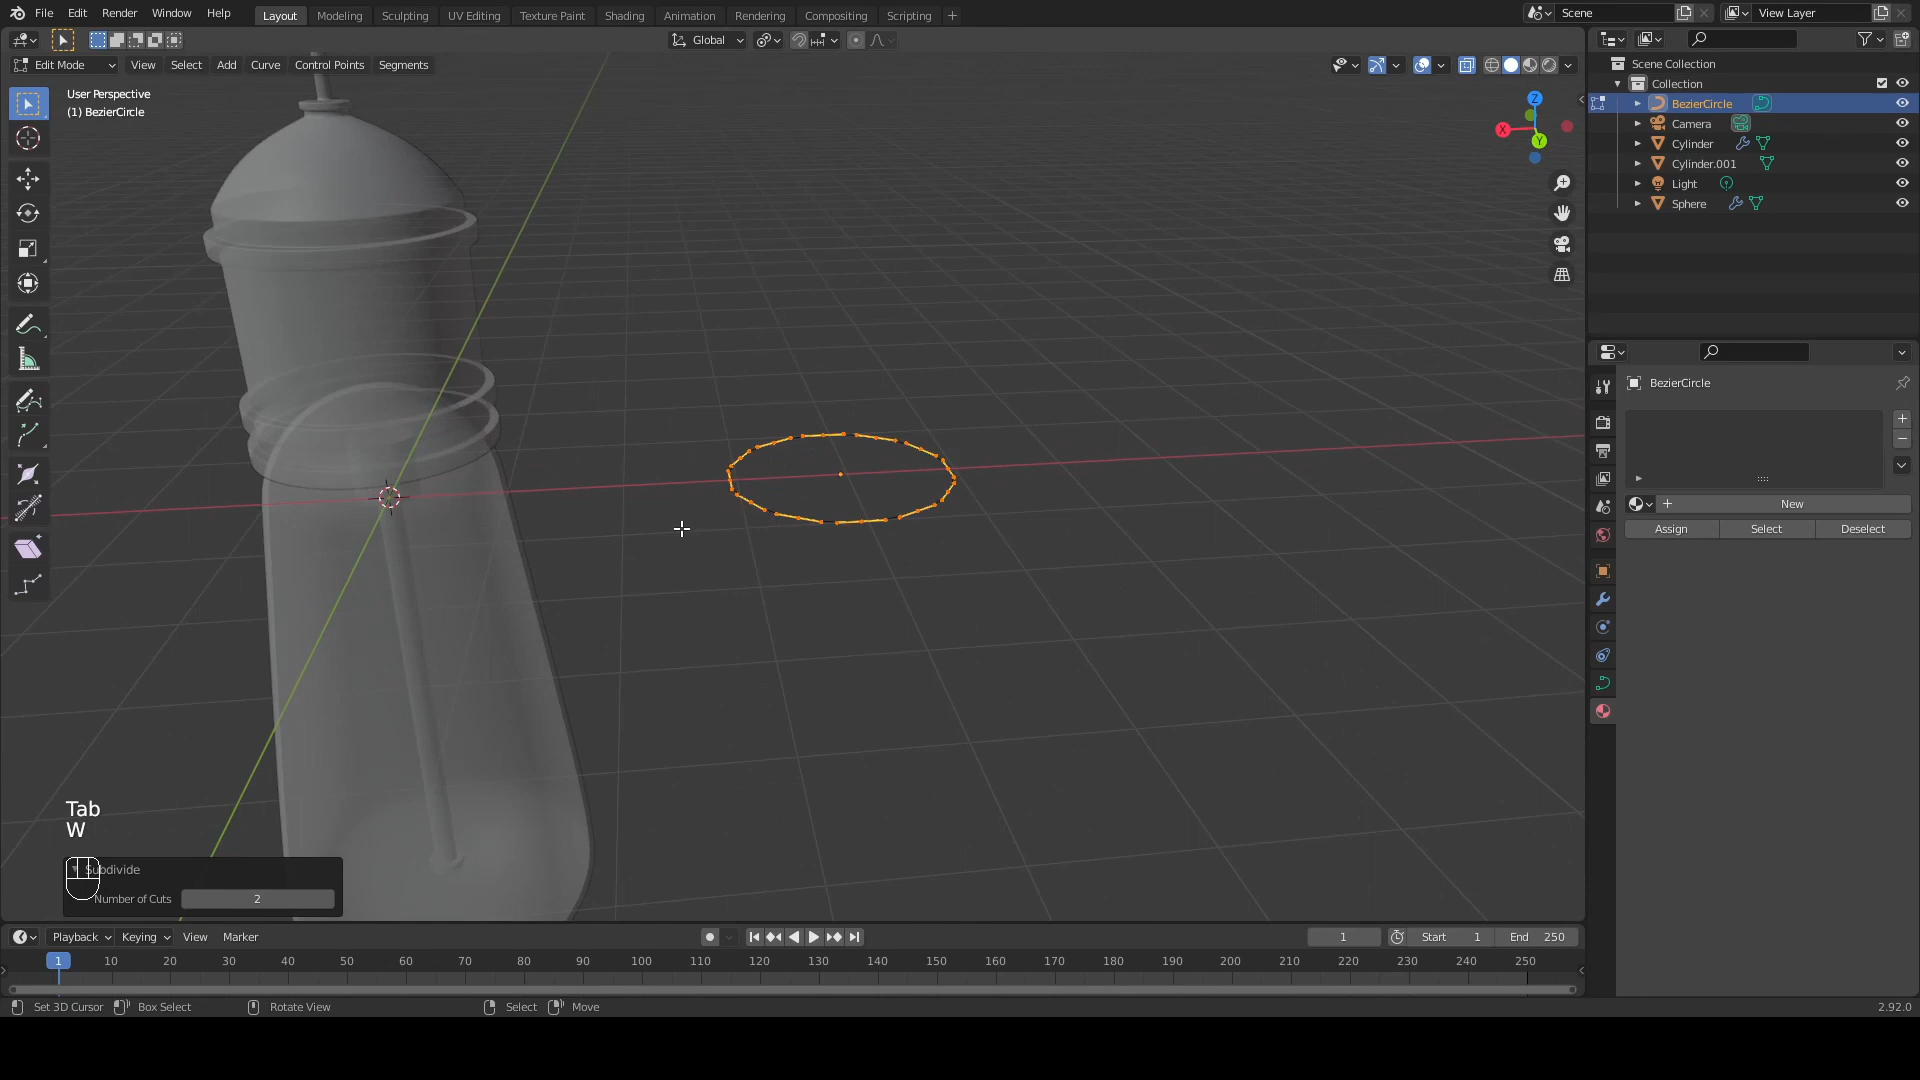 File Edit Render Window Help Layout Modeling Sculpting UV Editing Texture Paint Shading Animation Rendering Compositing Scripting + Scene View Layer
Global
Edit Mode View Select Add Curve Control Points Segments
User Perspective
(1) BezierCircle
Z
X
Y
Scene Collection
Collection
BezierCircle
Camera
Cylinder
Cylinder.001
Light
Sphere
BezierCircle
+ New
Assign Select Deselect
Tab
W
Subdivide
Number of Cuts 2
Playback Keying View Marker 1 Start 1 End 250
1 10 20 30 40 50 60 70 80 90 100 110 120 130 140 150 160 170 180 190 200 210 220 230 240 250
Set 3D Cursor Box Select Rotate View Select Move 2.92.0